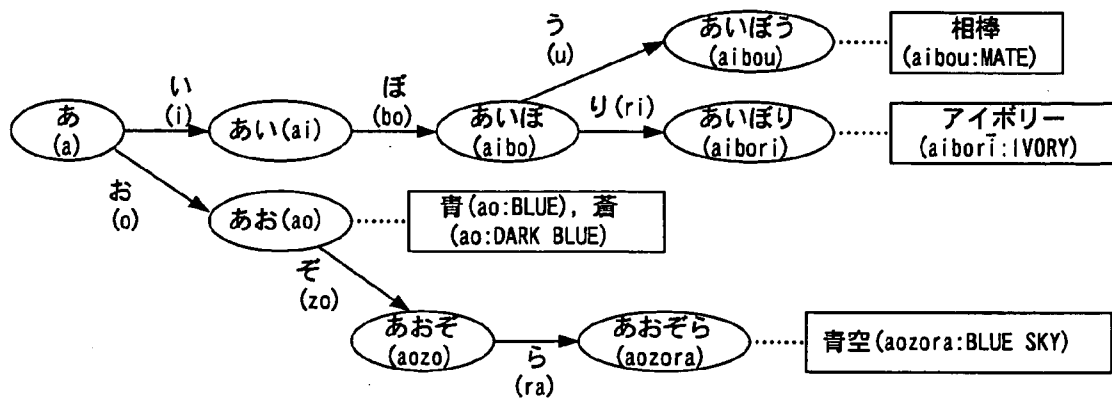 う
(u)
あいぼう
(aibou)
相棒
(aibou:MATE)
あ
(a)
い
(i)
あい(ai)
ぼ
(bo)
あいぼ
(aibo)
り(ri)
あいぼり
(aibori)
アイボリー
(aiborī:IVORY)
お
(o)
あお(ao)
青(ao:BLUE), 蒼
(ao:DARK BLUE)
ぞ
(zo)
あおぞ
(aozo)
ら
(ra)
あおぞら
(aozora)
青空(aozora:BLUE SKY)